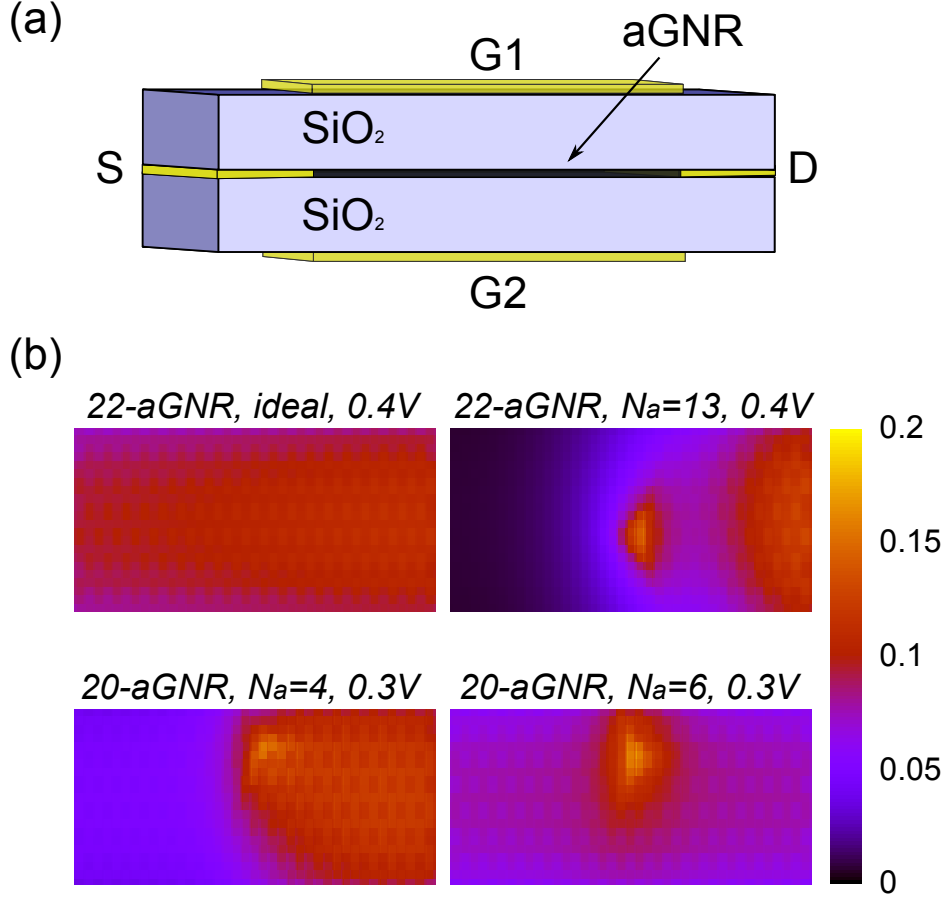 (a)
aGNR
G1
SiO₂
S
D
SiO₂
G2
(b)
22-aGNR, ideal, 0.4V
22-aGNR, Na=13, 0.4V
0.2
0.15
0.1
20-aGNR, Na=4, 0.3V
20-aGNR, Na=6, 0.3V
0.05
0